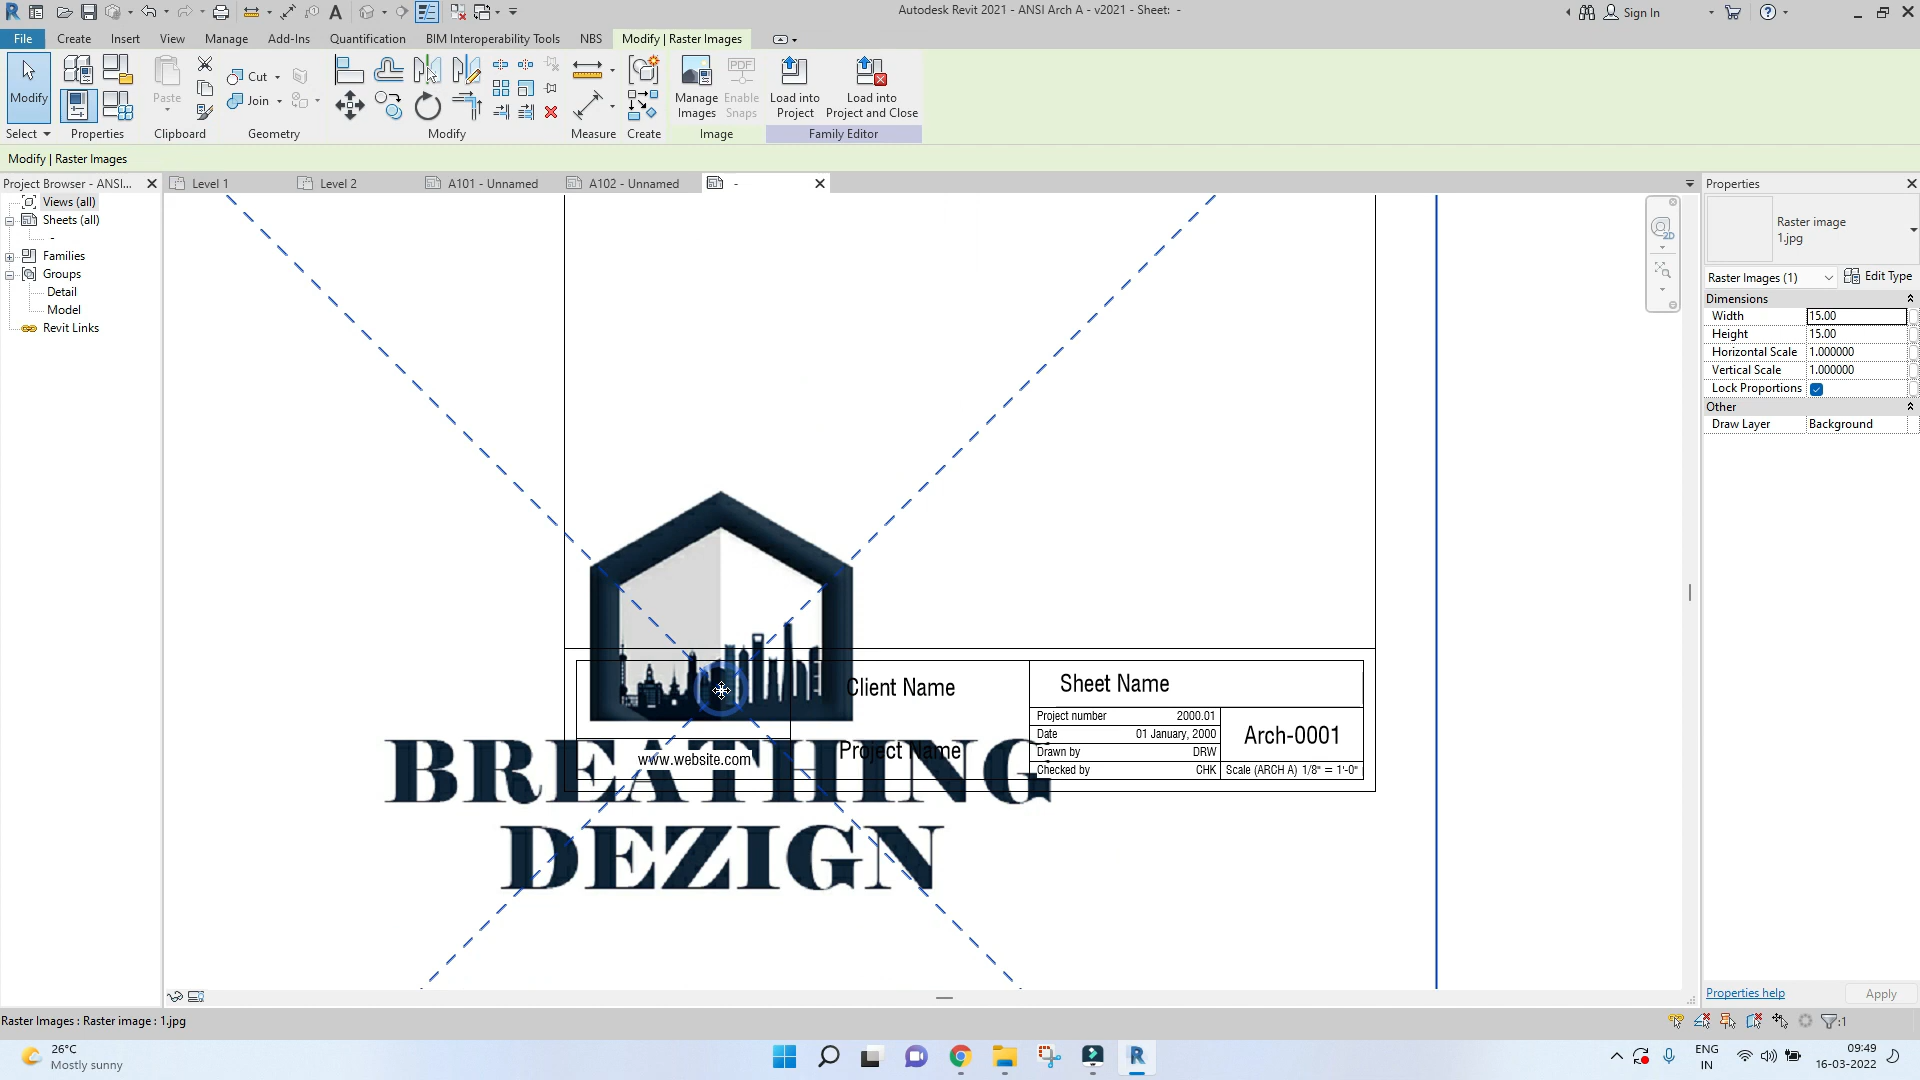 Autodesk Revit 2021 - ANSI Arch A - v2021 - Sheet: -
Sign In
File Create Insert View Manage Add-Ins Quantification BIM Interoperability Tools NBS Modify | Raster Images
Modify Paste Cut Join Manage Images Enable Snaps Load into Project Load into Project and Close
PDF
Select Properties Clipboard Geometry Modify Measure Create Image Family Editor
Modify | Raster Images
Project Browser - ANSI...
Level 1
Level 2
A101 - Unnamed
A102 - Unnamed
-
Properties
Views (all)
Sheets (all)
-
Families
Groups
Detail
Model
Revit Links
2D
Raster image
1.jpg
Raster Images (1) Edit Type
Dimensions
Width 15.00
Height 15.00
Horizontal Scale 1.000000
Vertical Scale 1.000000
Lock Proportions
Other
Draw Layer Background
Client Name
Project Name
www.website.com
Sheet Name
Project number 2000.01
Date 01 January, 2000
Drawn by DRW
Checked by CHK
Arch-0001
Scale (ARCH A) 1/8" = 1'-0"
BREATHING
DEZIGN
Properties help Apply
Raster Images : Raster image : 1.jpg
:1
26°C
Mostly sunny
ENG
IN
09:49
16-03-2022